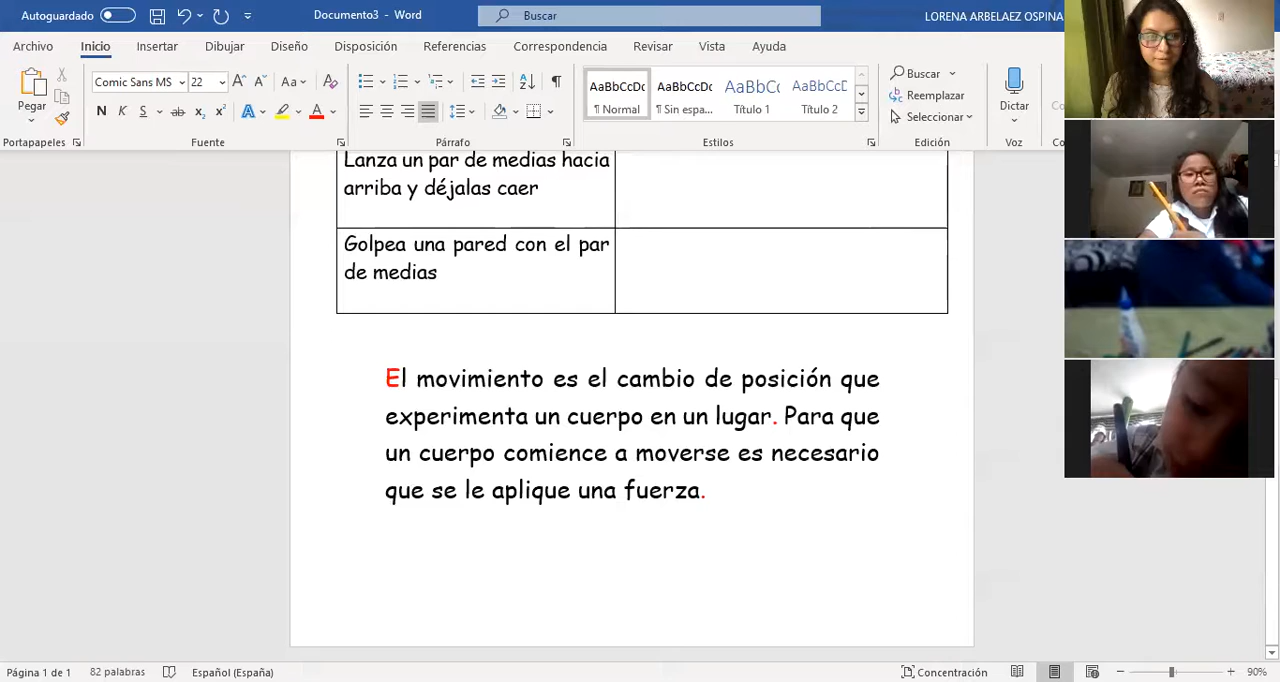 Autoguardado Documento3 - Word Buscar LORENA ARBELAEZ OSPINA
Archivo Inicio Insertar Dibujar Diseño Disposición Referencias Correspondencia Revisar Vista Ayuda
Pegar
Comic Sans MS 22
Aa
N K S ab x₂ x² A A
AaBbCcDc AaBbCcDc AaBbCc AaBbCcD
¶ Normal ¶ Sin espa... Título 1 Título 2
Buscar
Reemplazar
Seleccionar
Dictar
Portapapeles Fuente Párrafo Estilos Edición Voz
Lanza un par de medias hacia
arriba y déjalas caer
Golpea una pared con el par
de medias
El movimiento es el cambio de posición que
experimenta un cuerpo en un lugar. Para que
un cuerpo comience a moverse es necesario
que se le aplique una fuerza.
Página 1 de 1 82 palabras Español (España) Concentración 90%